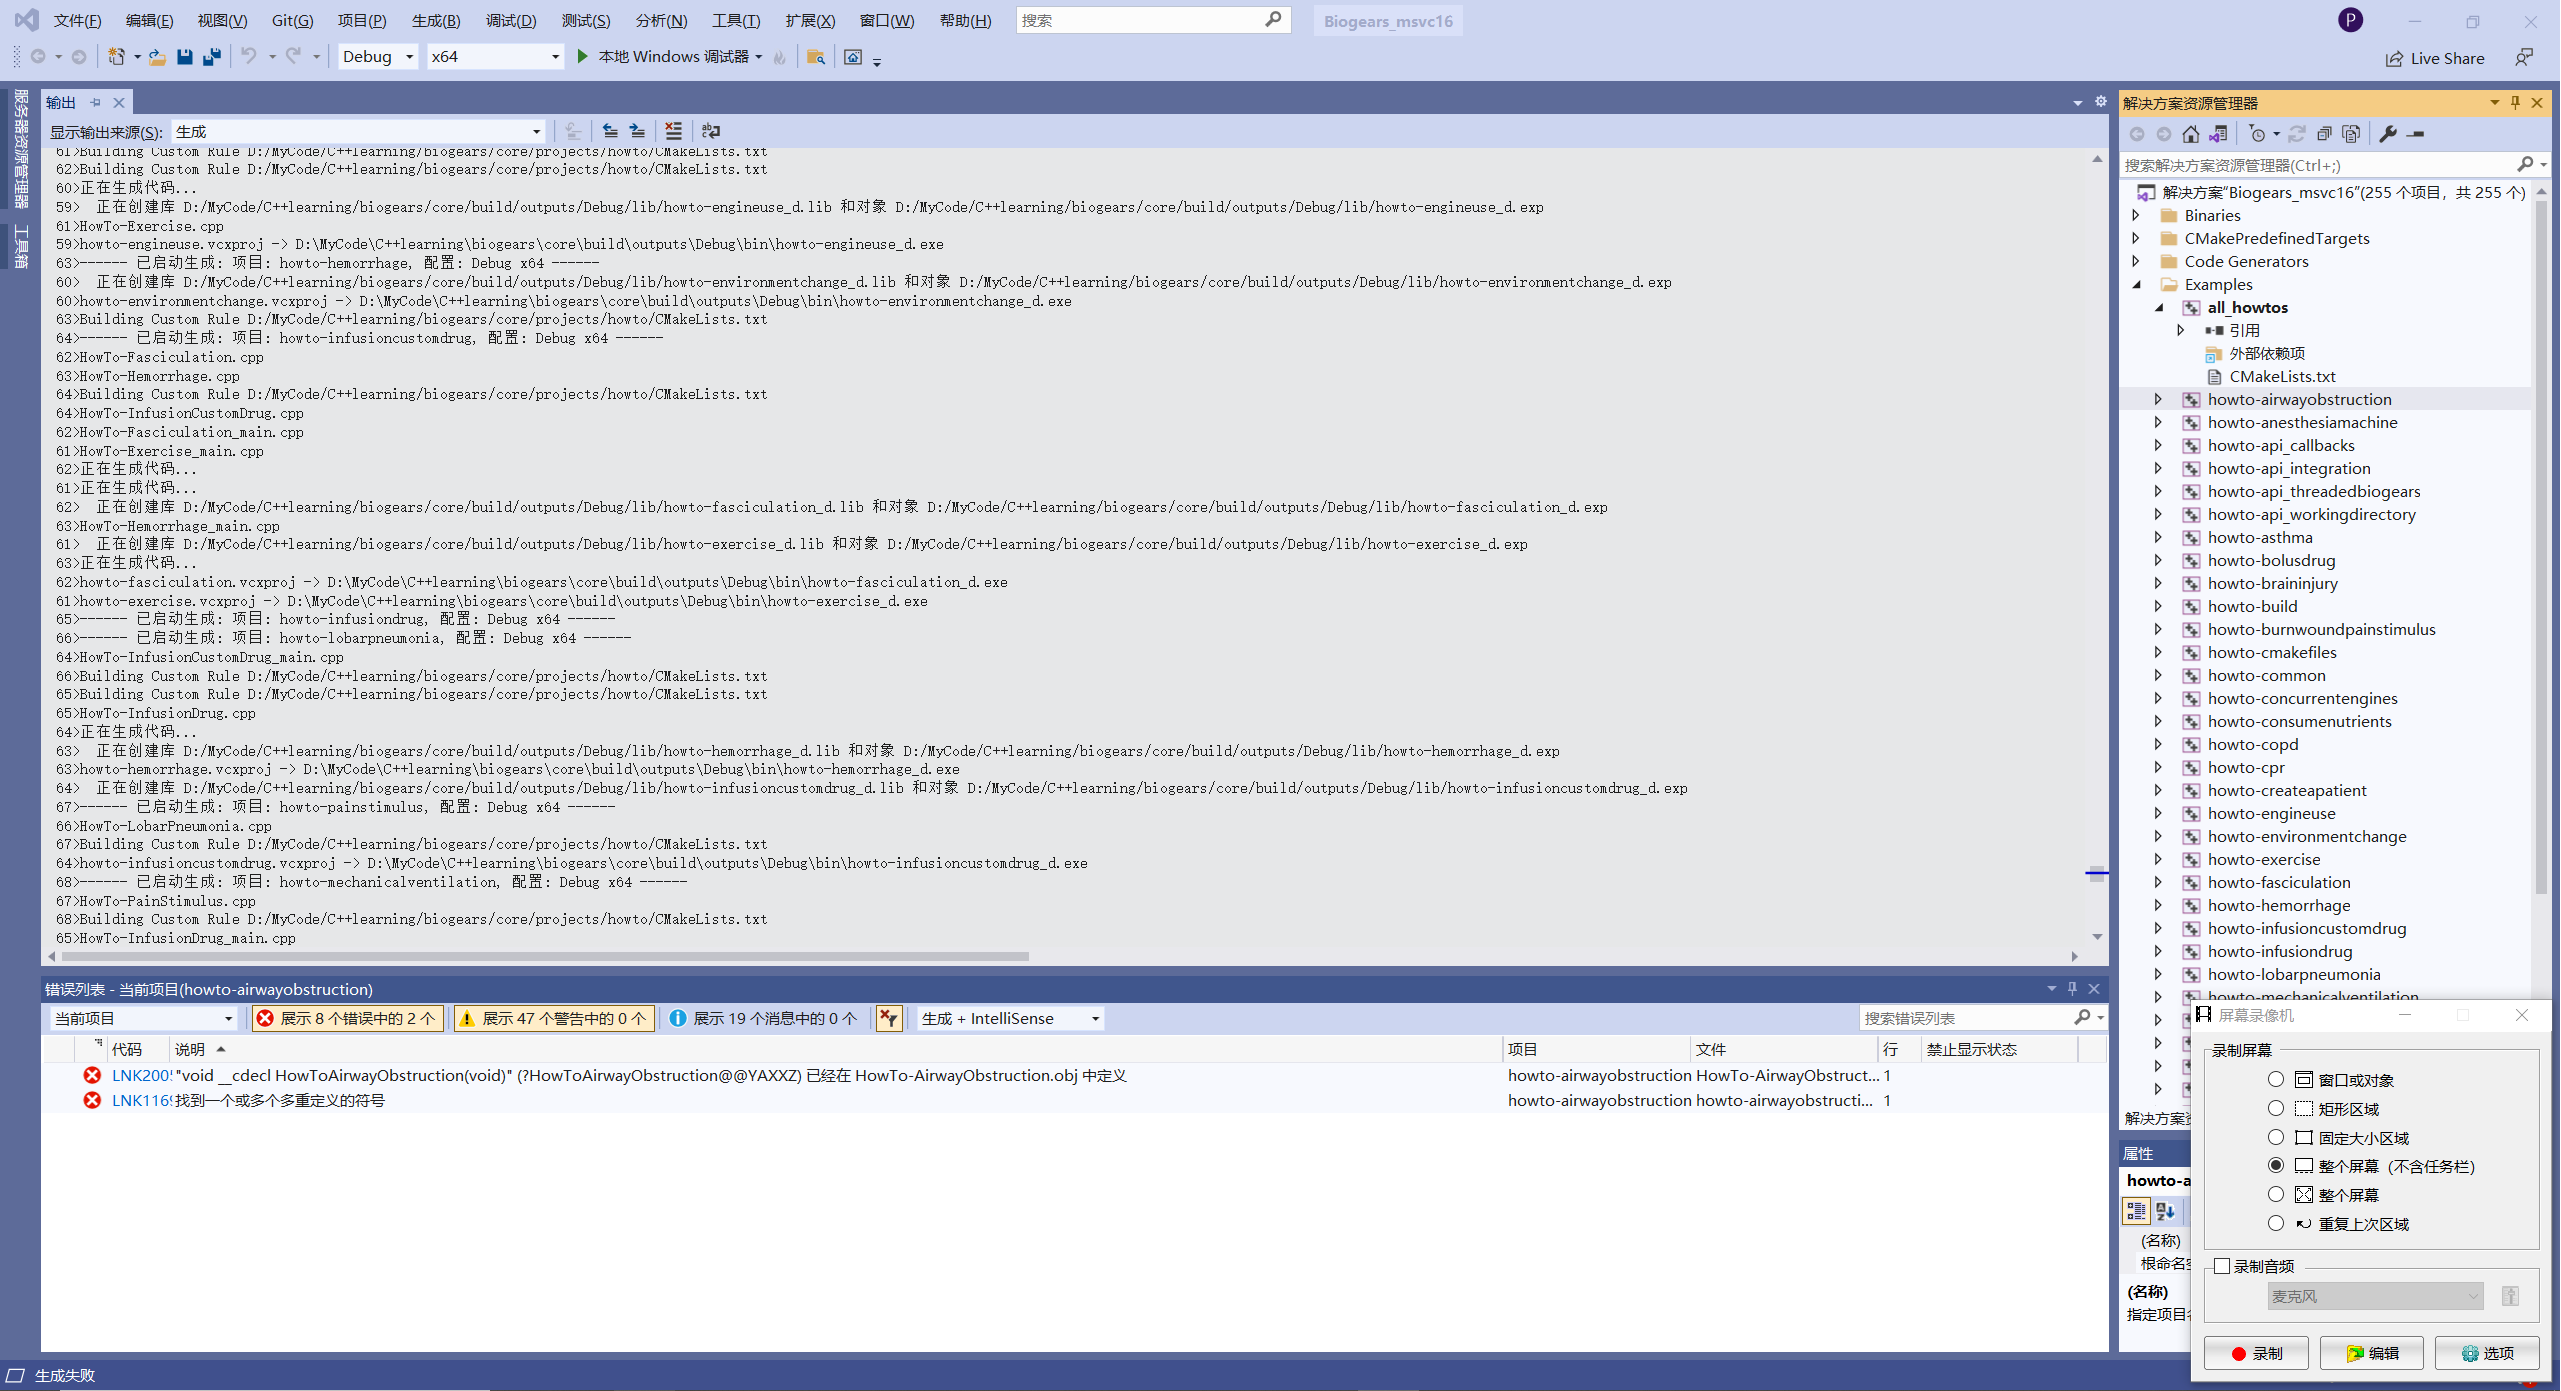 文件(F) 编辑(E) 视图(V) Git(G) 项目(P) 生成(B) 调试(D) 测试(S) 分析(N) 工具(T) 扩展(X) 窗口(W) 帮助(H) 搜索 Biogears_msvc16 P
Debug x64 本地 Windows 调试器 Live Share
服务器资源管理器
工具箱
输出
显示输出来源(S): 生成
61>Building Custom Rule D:/MyCode/C++learning/biogears/core/projects/howto/CMakeLists.txt
62>Building Custom Rule D:/MyCode/C++learning/biogears/core/projects/howto/CMakeLists.txt
60>正在生成代码...
59>  正在创建库 D:/MyCode/C++learning/biogears/core/build/outputs/Debug/lib/howto-engineuse_d.lib 和对象 D:/MyCode/C++learning/biogears/core/build/outputs/Debug/lib/howto-engineuse_d.exp
61>HowTo-Exercise.cpp
59>howto-engineuse.vcxproj -> D:\MyCode\C++learning\biogears\core\build\outputs\Debug\bin\howto-engineuse_d.exe
63>------ 已启动生成: 项目: howto-hemorrhage, 配置: Debug x64 ------
60>  正在创建库 D:/MyCode/C++learning/biogears/core/build/outputs/Debug/lib/howto-environmentchange_d.lib 和对象 D:/MyCode/C++learning/biogears/core/build/outputs/Debug/lib/howto-environmentchange_d.exp
60>howto-environmentchange.vcxproj -> D:\MyCode\C++learning\biogears\core\build\outputs\Debug\bin\howto-environmentchange_d.exe
63>Building Custom Rule D:/MyCode/C++learning/biogears/core/projects/howto/CMakeLists.txt
64>------ 已启动生成: 项目: howto-infusioncustomdrug, 配置: Debug x64 ------
62>HowTo-Fasciculation.cpp
63>HowTo-Hemorrhage.cpp
64>Building Custom Rule D:/MyCode/C++learning/biogears/core/projects/howto/CMakeLists.txt
64>HowTo-InfusionCustomDrug.cpp
62>HowTo-Fasciculation_main.cpp
61>HowTo-Exercise_main.cpp
62>正在生成代码...
61>正在生成代码...
62>  正在创建库 D:/MyCode/C++learning/biogears/core/build/outputs/Debug/lib/howto-fasciculation_d.lib 和对象 D:/MyCode/C++learning/biogears/core/build/outputs/Debug/lib/howto-fasciculation_d.exp
63>HowTo-Hemorrhage_main.cpp
61>  正在创建库 D:/MyCode/C++learning/biogears/core/build/outputs/Debug/lib/howto-exercise_d.lib 和对象 D:/MyCode/C++learning/biogears/core/build/outputs/Debug/lib/howto-exercise_d.exp
63>正在生成代码...
62>howto-fasciculation.vcxproj -> D:\MyCode\C++learning\biogears\core\build\outputs\Debug\bin\howto-fasciculation_d.exe
61>howto-exercise.vcxproj -> D:\MyCode\C++learning\biogears\core\build\outputs\Debug\bin\howto-exercise_d.exe
65>------ 已启动生成: 项目: howto-infusiondrug, 配置: Debug x64 ------
66>------ 已启动生成: 项目: howto-lobarpneumonia, 配置: Debug x64 ------
64>HowTo-InfusionCustomDrug_main.cpp
66>Building Custom Rule D:/MyCode/C++learning/biogears/core/projects/howto/CMakeLists.txt
65>Building Custom Rule D:/MyCode/C++learning/biogears/core/projects/howto/CMakeLists.txt
65>HowTo-InfusionDrug.cpp
64>正在生成代码...
63>  正在创建库 D:/MyCode/C++learning/biogears/core/build/outputs/Debug/lib/howto-hemorrhage_d.lib 和对象 D:/MyCode/C++learning/biogears/core/build/outputs/Debug/lib/howto-hemorrhage_d.exp
63>howto-hemorrhage.vcxproj -> D:\MyCode\C++learning\biogears\core\build\outputs\Debug\bin\howto-hemorrhage_d.exe
64>  正在创建库 D:/MyCode/C++learning/biogears/core/build/outputs/Debug/lib/howto-infusioncustomdrug_d.lib 和对象 D:/MyCode/C++learning/biogears/core/build/outputs/Debug/lib/howto-infusioncustomdrug_d.exp
67>------ 已启动生成: 项目: howto-painstimulus, 配置: Debug x64 ------
66>HowTo-LobarPneumonia.cpp
67>Building Custom Rule D:/MyCode/C++learning/biogears/core/projects/howto/CMakeLists.txt
64>howto-infusioncustomdrug.vcxproj -> D:\MyCode\C++learning\biogears\core\build\outputs\Debug\bin\howto-infusioncustomdrug_d.exe
68>------ 已启动生成: 项目: howto-mechanicalventilation, 配置: Debug x64 ------
67>HowTo-PainStimulus.cpp
68>Building Custom Rule D:/MyCode/C++learning/biogears/core/projects/howto/CMakeLists.txt
65>HowTo-InfusionDrug_main.cpp
错误列表 - 当前项目(howto-airwayobstruction)
当前项目 展示 8 个错误中的 2 个 展示 47 个警告中的 0 个 展示 19 个消息中的 0 个 生成 + IntelliSense 搜索错误列表
代码 说明 项目 文件 行 禁止显示状态
LNK2005 "void __cdecl HowToAirwayObstruction(void)" (?HowToAirwayObstruction@@YAXXZ) 已经在 HowTo-AirwayObstruction.obj 中定义 howto-airwayobstruction HowTo-AirwayObstruct... 1
LNK1169 找到一个或多个多重定义的符号 howto-airwayobstruction howto-airwayobstructi... 1
生成失败
解决方案资源管理器
搜索解决方案资源管理器(Ctrl+;)
解决方案"Biogears_msvc16"(255 个项目，共 255 个)
Binaries
CMakePredefinedTargets
Code Generators
Examples
all_howtos
引用
外部依赖项
CMakeLists.txt
howto-airwayobstruction
howto-anesthesiamachine
howto-api_callbacks
howto-api_integration
howto-api_threadedbiogears
howto-api_workingdirectory
howto-asthma
howto-bolusdrug
howto-braininjury
howto-build
howto-burnwoundpainstimulus
howto-cmakefiles
howto-common
howto-concurrentengines
howto-consumenutrients
howto-copd
howto-cpr
howto-createapatient
howto-engineuse
howto-environmentchange
howto-exercise
howto-fasciculation
howto-hemorrhage
howto-infusioncustomdrug
howto-infusiondrug
howto-lobarpneumonia
howto-mechanicalventilation
解决方案资
属性
howto-a
(名称)
根命名空
(名称)
指定项目名
屏幕录像机
录制屏幕
窗口或对象
矩形区域
固定大小区域
整个屏幕（不含任务栏）
整个屏幕
重复上次区域
录制音频
麦克风
录制 编辑 选项